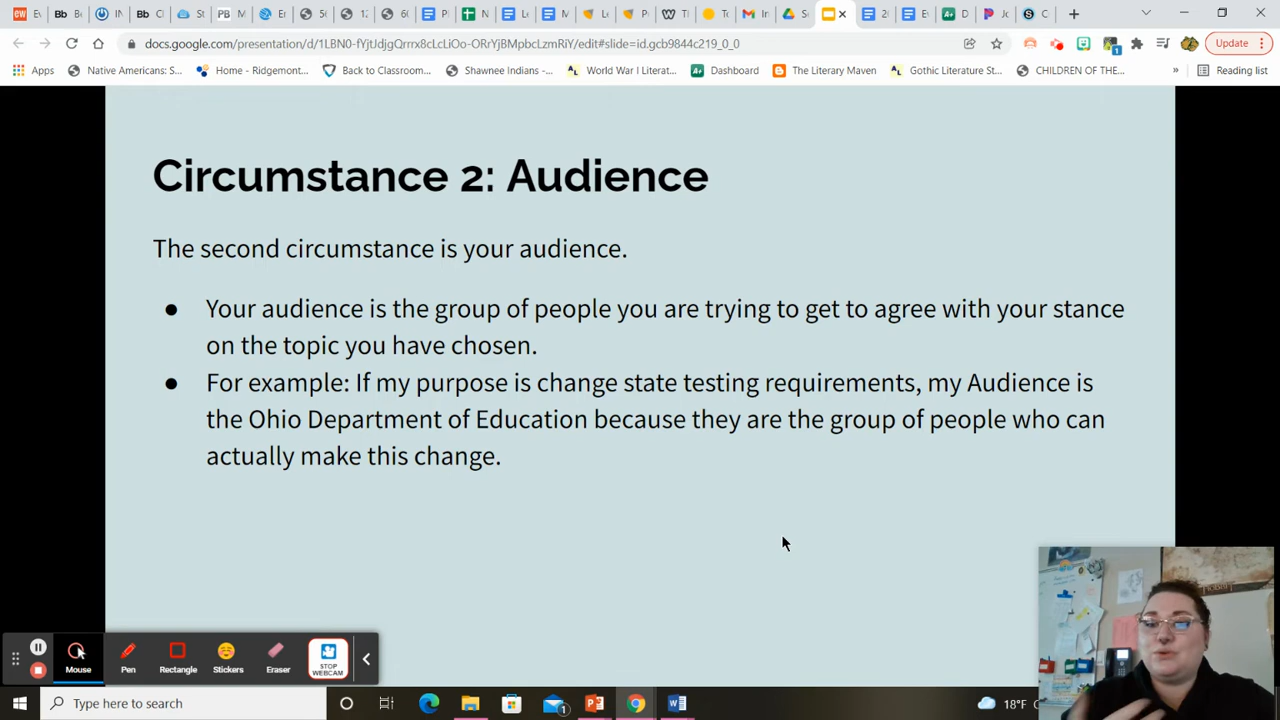 Bb
Bb
PB
docs.google.com/presentation/d/1LBN0-fYjtJdjgQrnx8cLcLiOo-ORrYjBMpbcLzmRlY/edit#slide=id.gcb9844c219_0_0
Update
Apps
Native Americans: S...
Home - Ridgemont...
Back to Classroom...
Shawnee Indians -...
World War I Literat...
Dashboard
The Literary Maven
Gothic Literature St...
CHILDREN OF THE...
»
Reading list
Circumstance 2: Audience
The second circumstance is your audience.
● Your audience is the group of people you are trying to get to agree with your stance
on the topic you have chosen.
● For example: If my purpose is change state testing requirements, my Audience is
the Ohio Department of Education because they are the group of people who can
actually make this change.
Mouse
Pen
Rectangle
Stickers
Eraser
STOP
WEBCAM
Type here to search
18°F